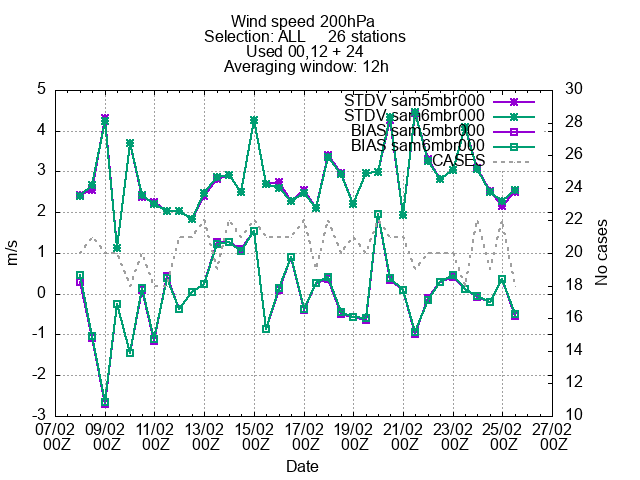 Wind speed 200hPa
Selection: ALL 26 stations
Used 00,12 + 24
Averaging window: 12h
STDV sam5mbr000
STDV sam6mbr000
BIAS sam5mbr000
BIAS sam6mbr000
CASES
5
4
3
2
1
0
-1
-2
-3
m/s
30
28
26
24
22
20
18
16
14
12
10
No cases
07/02 09/02 11/02 13/02 15/02 17/02 19/02 21/02 23/02 25/02 27/02
00Z 00Z 00Z 00Z 00Z 00Z 00Z 00Z 00Z 00Z 00Z
Date